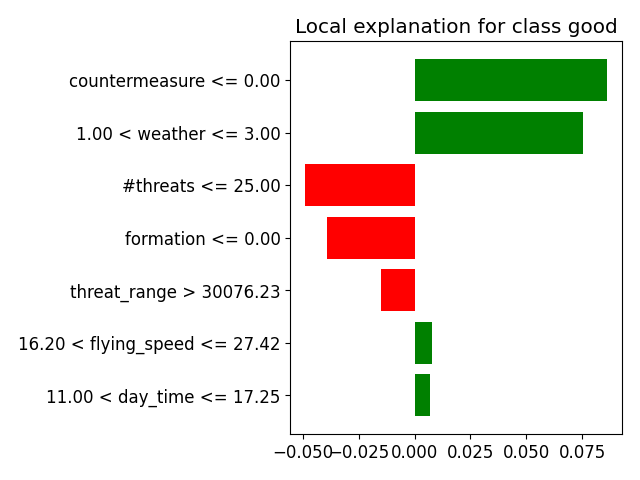 Local explanation for class good
countermeasure <= 0.00
1.00 < weather <= 3.00
#threats <= 25.00
formation <= 0.00
threat_range > 30076.23
16.20 < flying_speed <= 27.42
11.00 < day_time <= 17.25
−0.050 −0.025 0.000 0.025 0.050 0.075